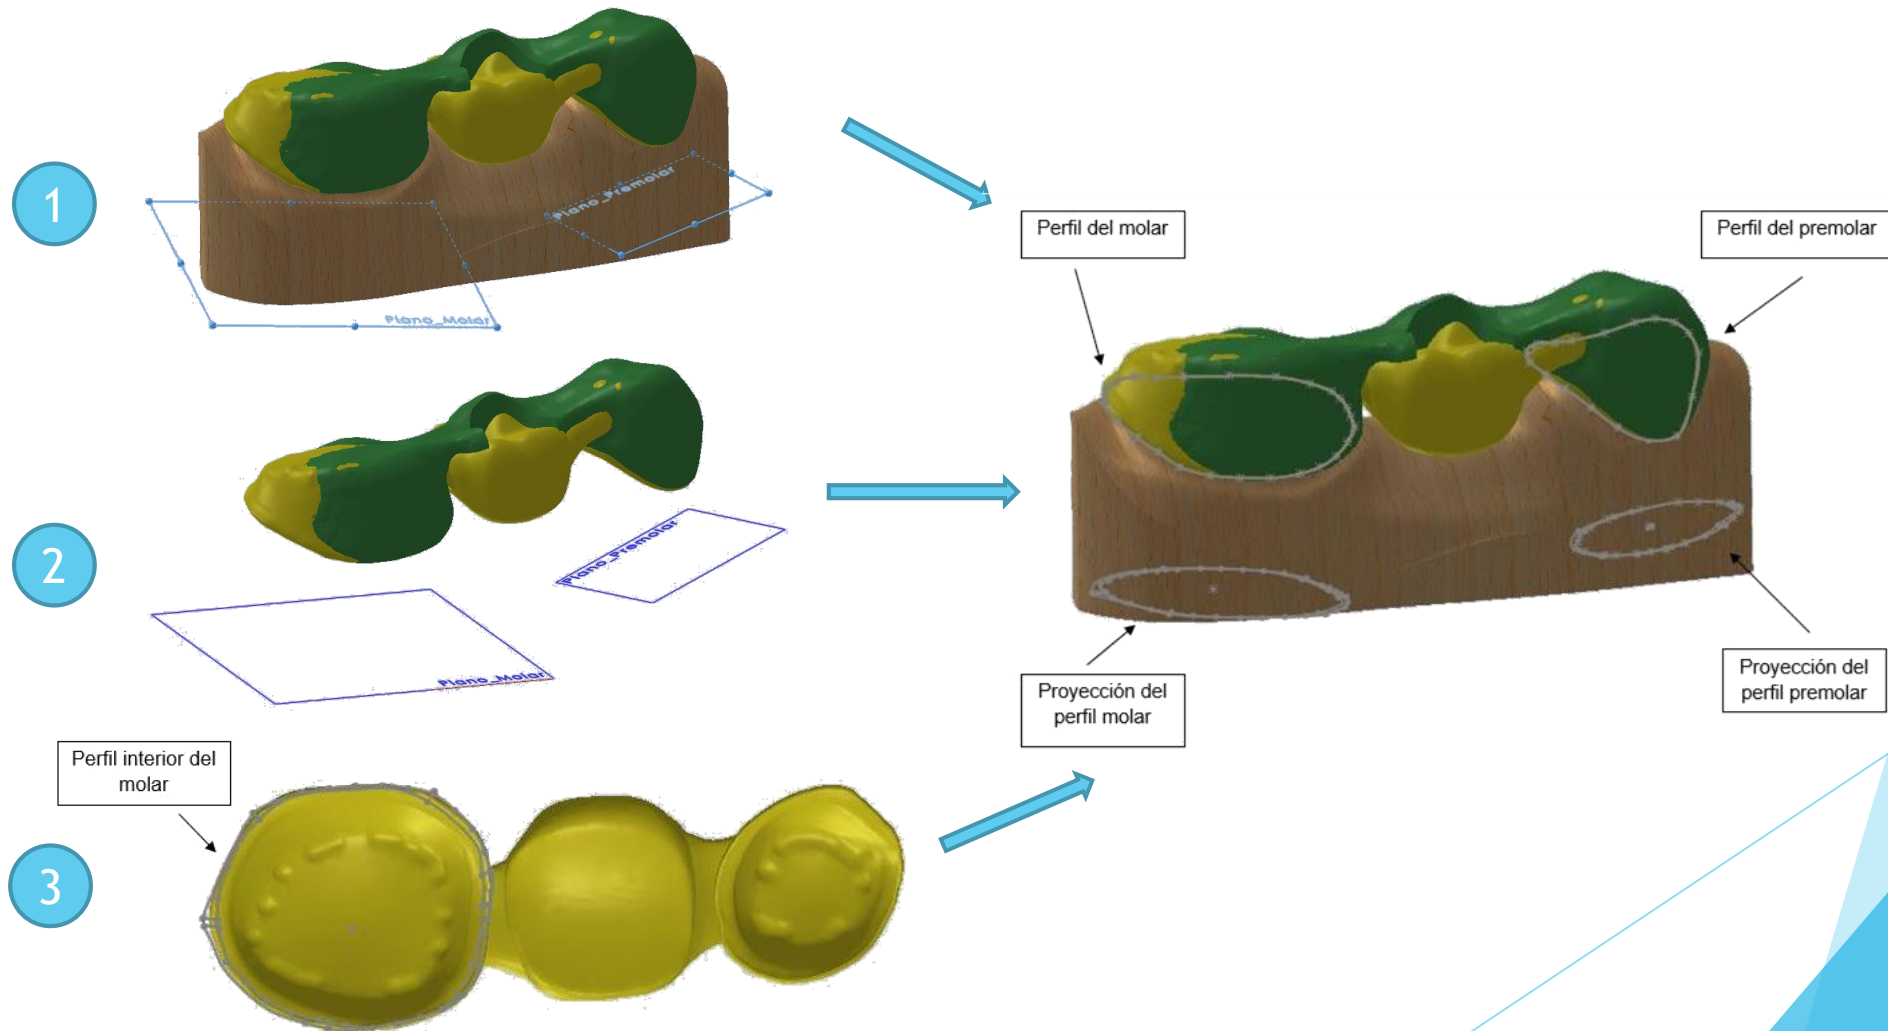 1
Plano_Premolar
Plano_Molar
2
Plano_Premolar
Plano_Molar
Perfil interior del
molar
3
Perfil del molar
Perfil del premolar
Proyección del
perfil molar
Proyección del
perfil premolar